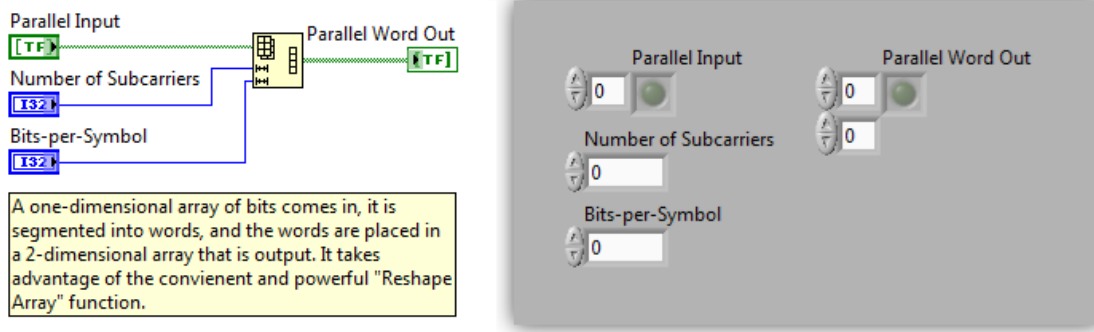 Parallel Input
[TF]
Parallel Word Out
[TF]
Number of Subcarriers
I32
Bits-per-Symbol
I32
A one-dimensional array of bits comes in, it is
segmented into words, and the words are placed in
a 2-dimensional array that is output. It takes
advantage of the convienent and powerful "Reshape
Array" function.
Parallel Input
0
Number of Subcarriers
0
Bits-per-Symbol
0
Parallel Word Out
0
0